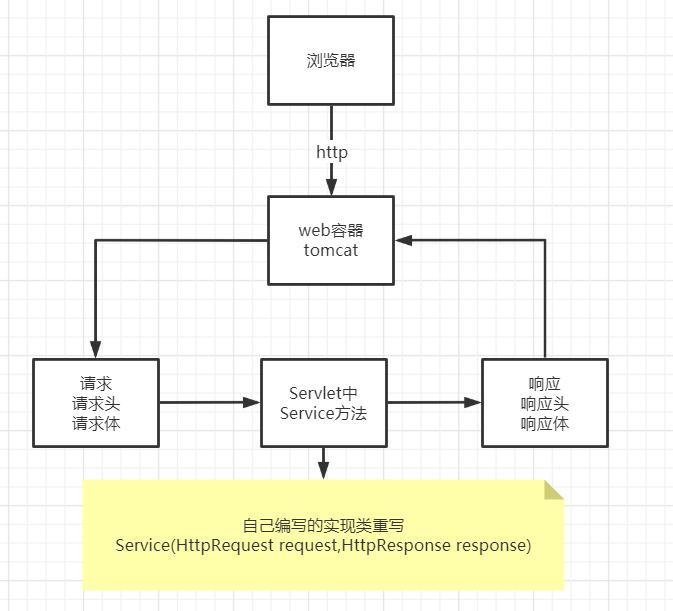 浏览器
http
web容器
tomcat
请求
请求头
请求体
Servlet中
Service方法
响应
响应头
响应体
自己编写的实现类重写
Service(HttpRequest request,HttpResponse response)